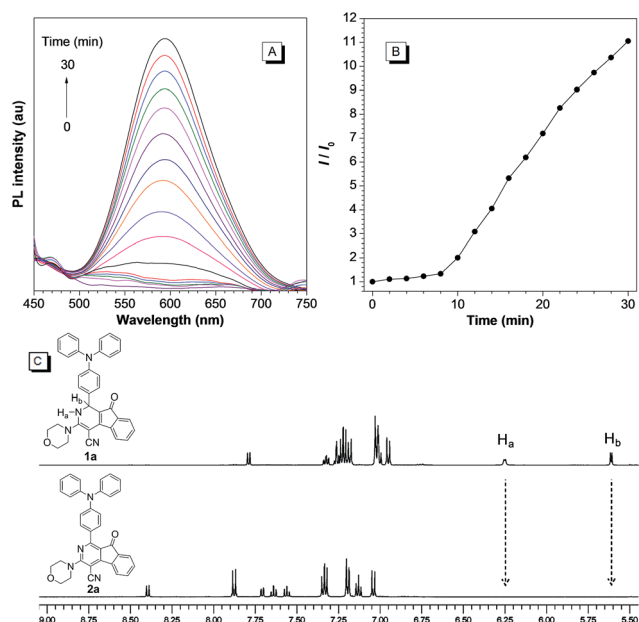 Time (min)
30
0
A
PL intensity (au)
450 500 550 600 650 700 750
Wavelength (nm)
B
I / I0
12
11
10
9
8
7
6
5
4
3
2
1
0 10 20 30
Time (min)
C
N
Hb
O
Ha
N
N
O
CN
1a
Ha
Hb
N
O
N
N
O
CN
2a
9.00 8.75 8.50 8.25 8.00 7.75 7.50 7.25 7.00 6.75 6.50 6.25 6.00 5.75 5.50